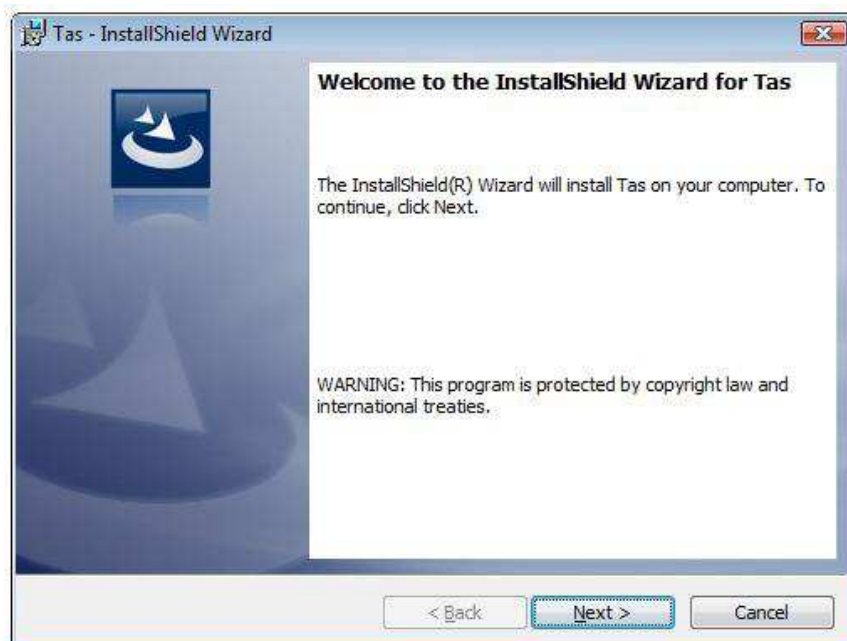 Tas - InstallShield Wizard
Welcome to the InstallShield Wizard for Tas
The InstallShield(R) Wizard will install Tas on your computer. To
continue, click Next.
WARNING: This program is protected by copyright law and
international treaties.
< Back
Next >
Cancel